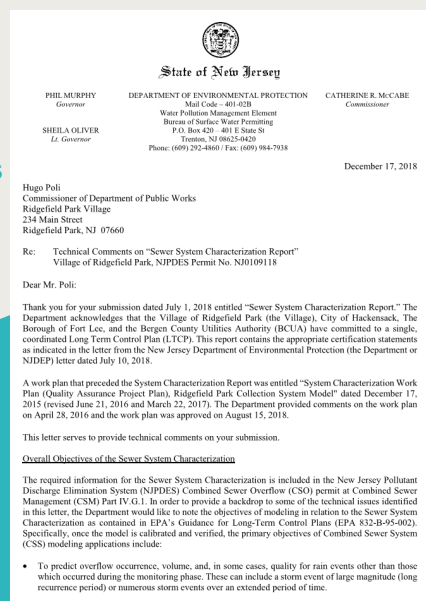 State of New Jersey
PHIL MURPHY
Governor
SHEILA OLIVER
Lt. Governor
DEPARTMENT OF ENVIRONMENTAL PROTECTION
Mail Code – 401-02B
Water Pollution Management Element
Bureau of Surface Water Permitting
P.O. Box 420 – 401 E State St
Trenton, NJ 08625-0420
Phone: (609) 292-4860 / Fax: (609) 984-7938
CATHERINE R. McCABE
Commissioner
December 17, 2018
Hugo Poli
Commissioner of Department of Public Works
Ridgefield Park Village
234 Main Street
Ridgefield Park, NJ 07660
Re: Technical Comments on “Sewer System Characterization Report”
Village of Ridgefield Park, NJPDES Permit No. NJ0109118
Dear Mr. Poli:
Thank you for your submission dated July 1, 2018 entitled “Sewer System Characterization Report.” The
Department acknowledges that the Village of Ridgefield Park (the Village), City of Hackensack, The
Borough of Fort Lee, and the Bergen County Utilities Authority (BCUA) have committed to a single,
coordinated Long Term Control Plan (LTCP). This report contains the appropriate certification statements
as indicated in the letter from the New Jersey Department of Environmental Protection (the Department or
NJDEP) letter dated July 10, 2018.
A work plan that preceded the System Characterization Report was entitled “System Characterization Work
Plan (Quality Assurance Project Plan), Ridgefield Park Collection System Model" dated December 17,
2015 (revised June 21, 2016 and March 22, 2017). The Department provided comments on the work plan
on April 28, 2016 and the work plan was approved on August 15, 2018.
This letter serves to provide technical comments on your submission.
Overall Objectives of the Sewer System Characterization
The required information for the Sewer System Characterization is included in the New Jersey Pollutant
Discharge Elimination System (NJPDES) Combined Sewer Overflow (CSO) permit at Combined Sewer
Management (CSM) Part IV.G.1. In order to provide a backdrop to some of the technical issues identified
in this letter, the Department would like to note the objectives of modeling in relation to the Sewer System
Characterization as contained in EPA's Guidance for Long-Term Control Plans (EPA 832-B-95-002).
Specifically, once the model is calibrated and verified, the primary objectives of Combined Sewer System
(CSS) modeling applications include:
• To predict overflow occurrence, volume, and, in some cases, quality for rain events other than those
which occurred during the monitoring phase. These can include a storm event of large magnitude (long
recurrence period) or numerous storm events over an extended period of time.